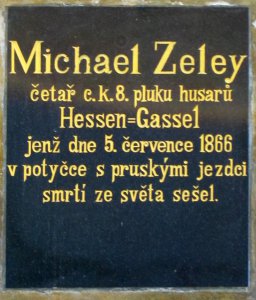 Michael Zeley
četař c.k.8. pluku husarů
Hessen=Gassel
jenž dne 5. července 1866
v potyčce s pruskými jezdci
smrtí ze světa sešel.